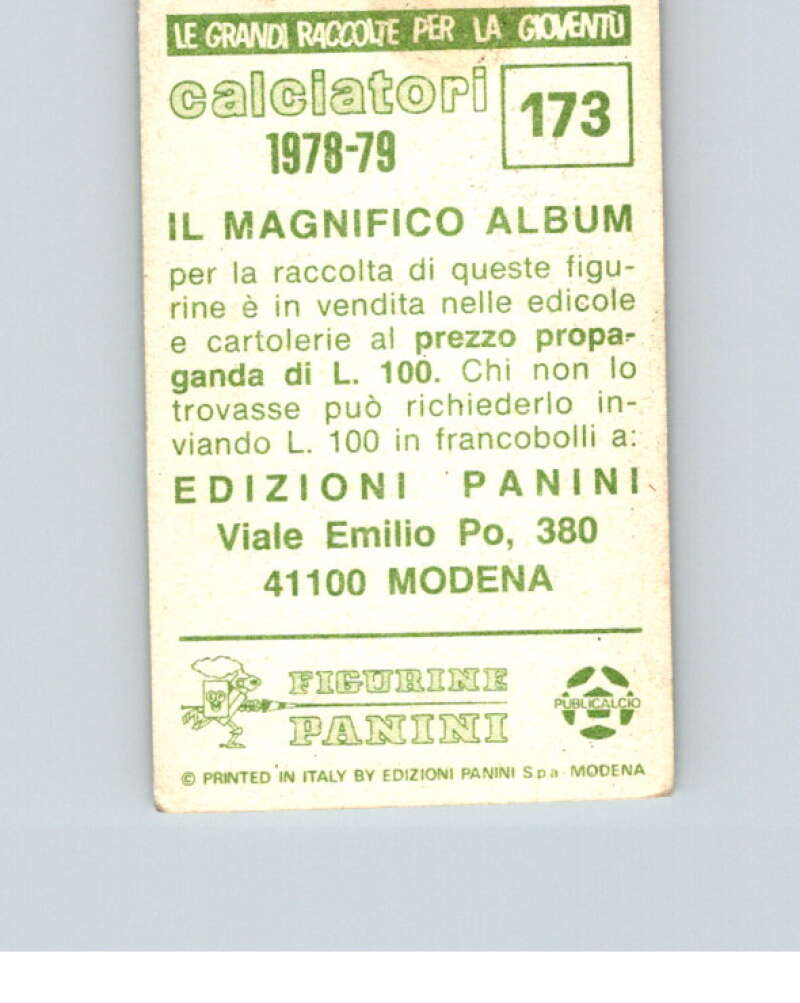 LE GRANDI RACCOLTE PER LA GIOVENTÙ
calciatori
1978-79
173
IL MAGNIFICO ALBUM
per la raccolta di queste figu-
rine è in vendita nelle edicole
e cartolerie al prezzo propa-
ganda di L. 100. Chi non lo
trovasse può richiederlo in-
viando L. 100 in francobolli a:
EDIZIONI PANINI
Viale Emilio Po, 380
41100 MODENA
FIGURINE
PANINI
PUBLICALCIO
© PRINTED IN ITALY BY EDIZIONI PANINI S.p.a. MODENA